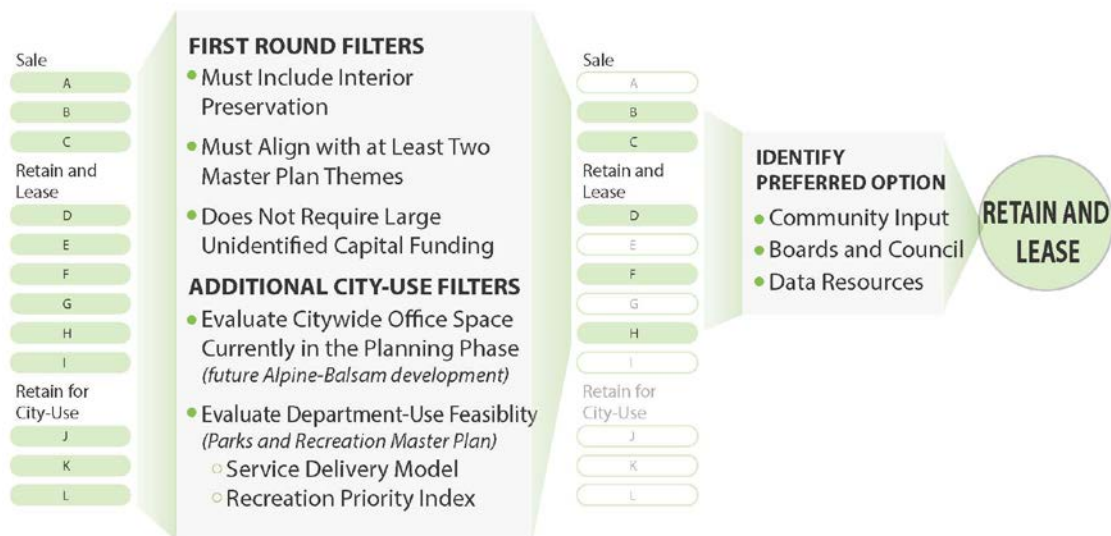 Sale
A
B
C
Retain and
Lease
D
E
F
G
H
I
Retain for
City-Use
J
K
L
FIRST ROUND FILTERS
Must Include Interior
Preservation
Must Align with at Least Two
Master Plan Themes
Does Not Require Large
Unidentified Capital Funding
ADDITIONAL CITY-USE FILTERS
Evaluate Citywide Office Space
Currently in the Planning Phase
(future Alpine-Balsam development)
Evaluate Department-Use Feasiblity
(Parks and Recreation Master Plan)
Service Delivery Model
Recreation Priority Index
Sale
A
B
C
Retain and
Lease
D
E
F
G
H
I
Retain for
City-Use
J
K
L
IDENTIFY
PREFERRED OPTION
Community Input
Boards and Council
Data Resources
RETAIN AND
LEASE